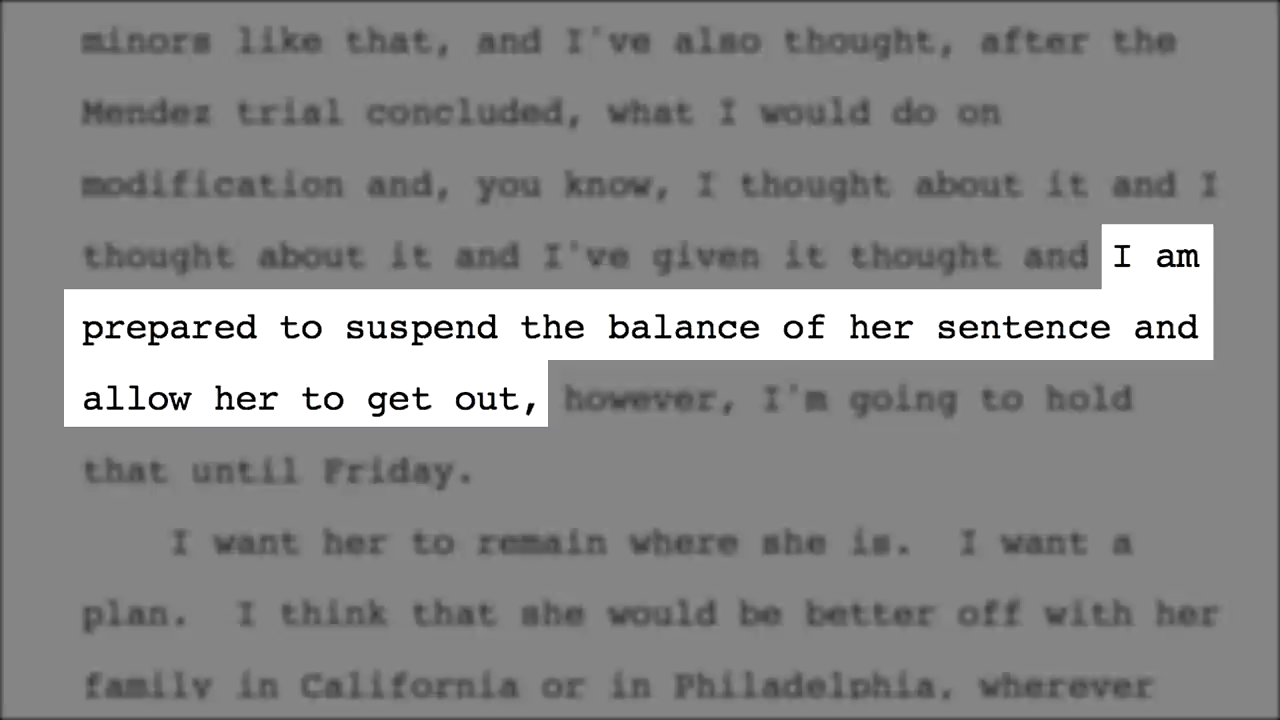 minors like that, and I've also thought, after the
Mendez trial concluded, what I would do on
modification and, you know, I thought about it and I
thought about it and I've given it thought and I am
prepared to suspend the balance of her sentence and
allow her to get out, however, I'm going to hold
that until Friday.
I want her to remain where she is. I want a
plan. I think that she would be better off with her
family in California or in Philadelphia, wherever